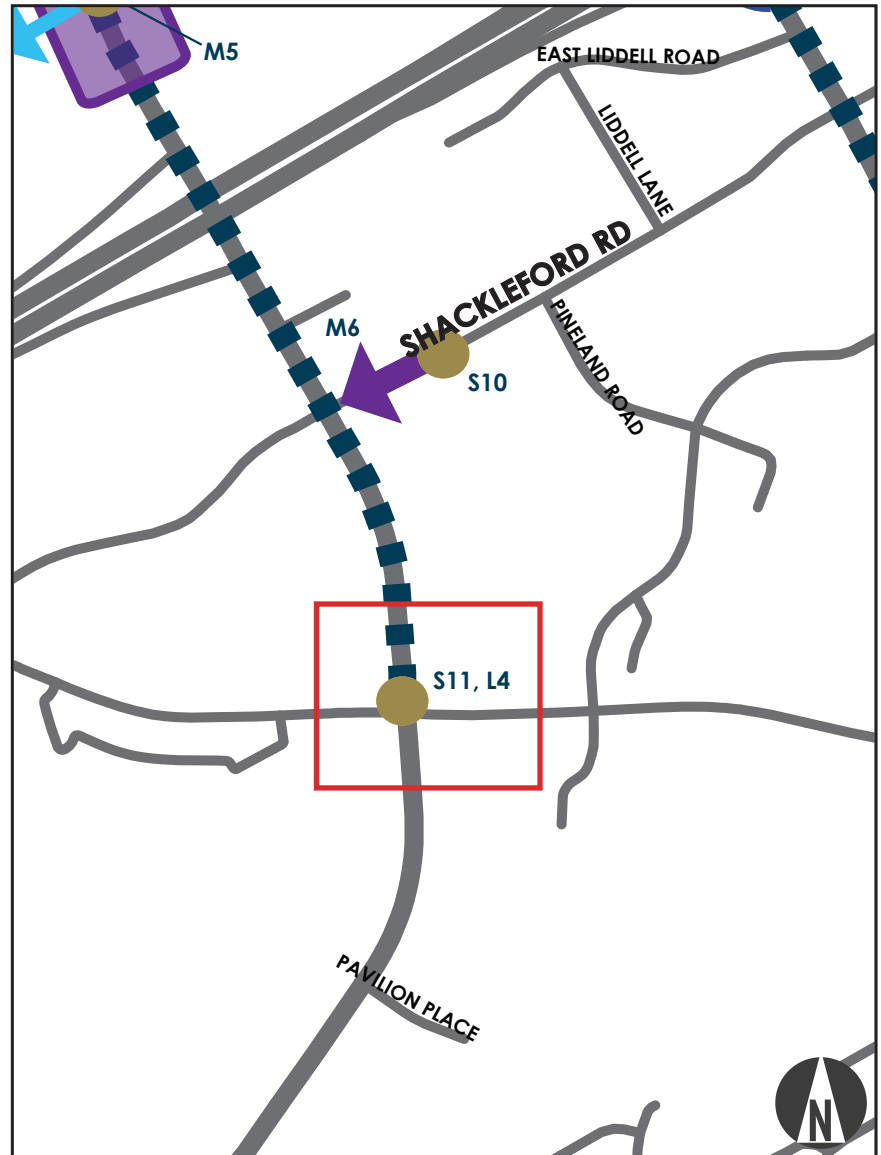 M5
EAST LIDDELL ROAD
LIDDELL LANE
SHACKLEFORD RD
M6
PINELAND ROAD
S10
S11, L4
PAVILION PLACE
N